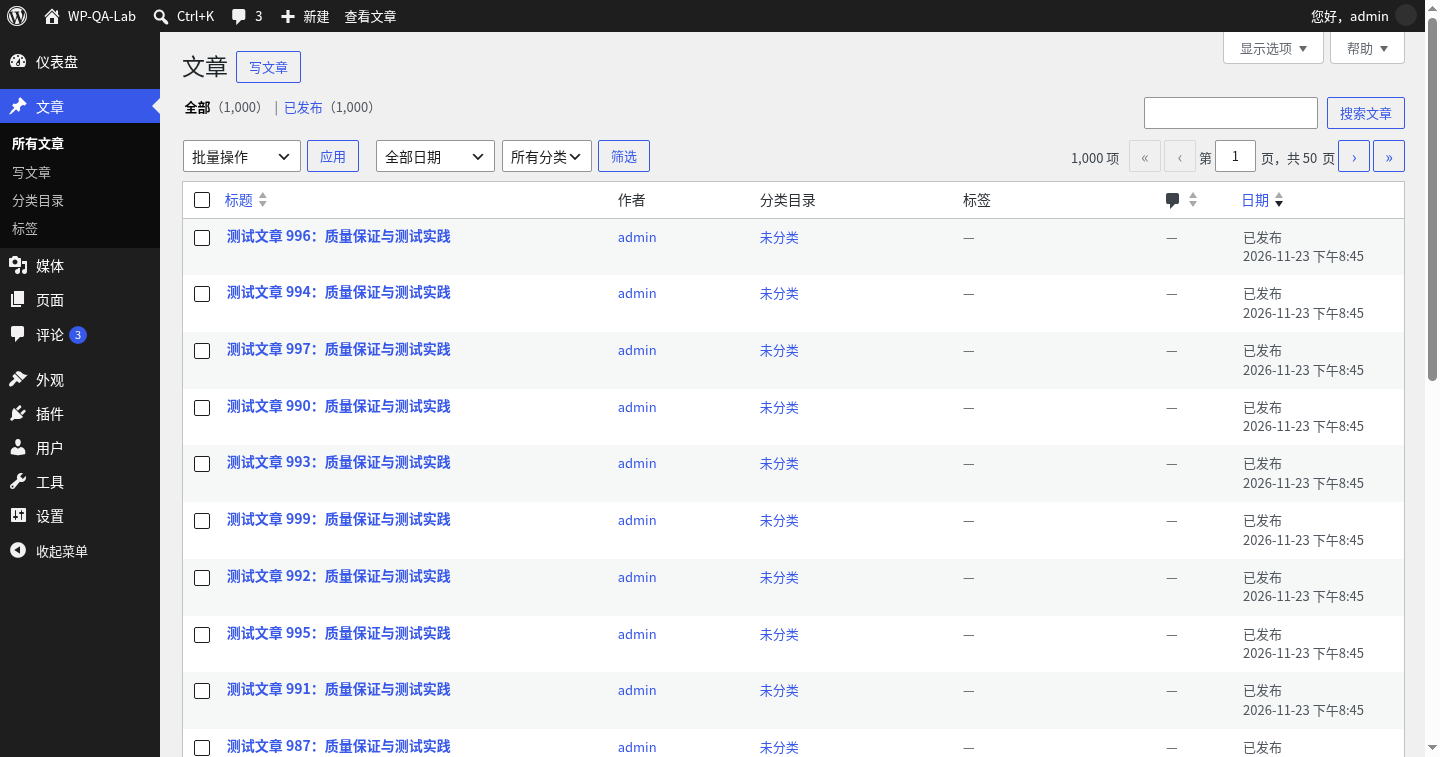 WP-QA-Lab Ctrl+K 3 新建 查看文章 您好，admin
仪表盘
文章
所有文章
写文章
分类目录
标签
媒体
页面
评论 3
外观
插件
用户
工具
设置
收起菜单
显示选项 帮助
文章 写文章
全部（1,000） | 已发布（1,000）
搜索文章
批量操作 应用 全部日期 所有分类 筛选 1,000 项 « ‹ 第 1 页，共 50 页 › »
标题 作者 分类目录 标签 日期
测试文章 996：质量保证与测试实践 admin 未分类 — — 已发布
2026-11-23 下午8:45
测试文章 994：质量保证与测试实践 admin 未分类 — — 已发布
2026-11-23 下午8:45
测试文章 997：质量保证与测试实践 admin 未分类 — — 已发布
2026-11-23 下午8:45
测试文章 990：质量保证与测试实践 admin 未分类 — — 已发布
2026-11-23 下午8:45
测试文章 993：质量保证与测试实践 admin 未分类 — — 已发布
2026-11-23 下午8:45
测试文章 999：质量保证与测试实践 admin 未分类 — — 已发布
2026-11-23 下午8:45
测试文章 992：质量保证与测试实践 admin 未分类 — — 已发布
2026-11-23 下午8:45
测试文章 995：质量保证与测试实践 admin 未分类 — — 已发布
2026-11-23 下午8:45
测试文章 991：质量保证与测试实践 admin 未分类 — — 已发布
2026-11-23 下午8:45
测试文章 987：质量保证与测试实践 admin 未分类 — — 已发布